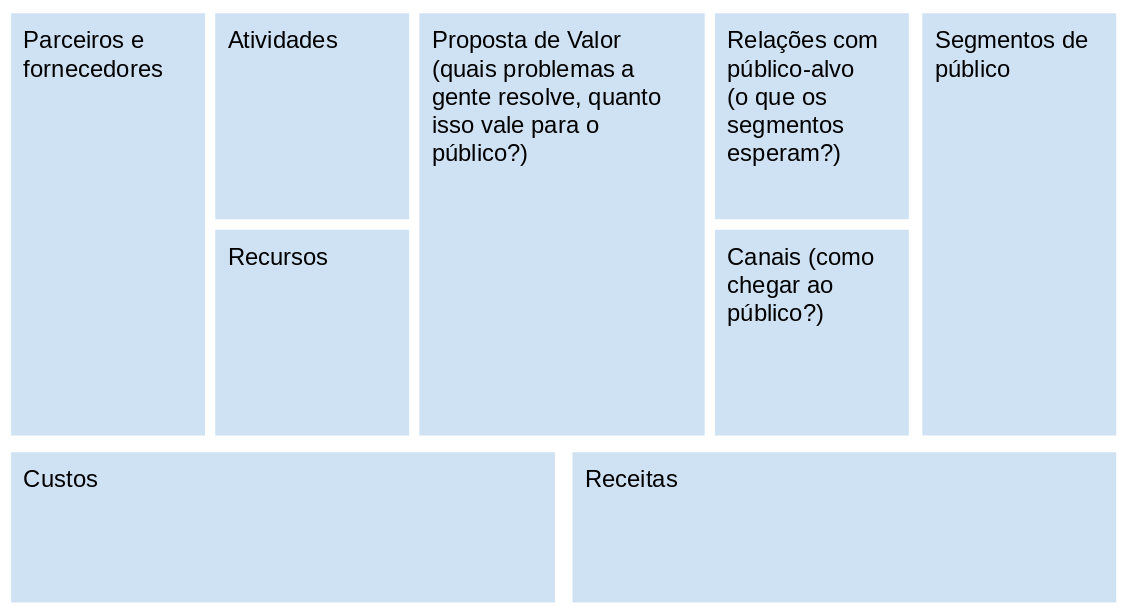 Parceiros e
fornecedores
Atividades
Recursos
Proposta de Valor
(quais problemas a
gente resolve, quanto
isso vale para o
público?)
Relações com
público-alvo
(o que os
segmentos
esperam?)
Canais (como
chegar ao
público?)
Segmentos de
público
Custos
Receitas